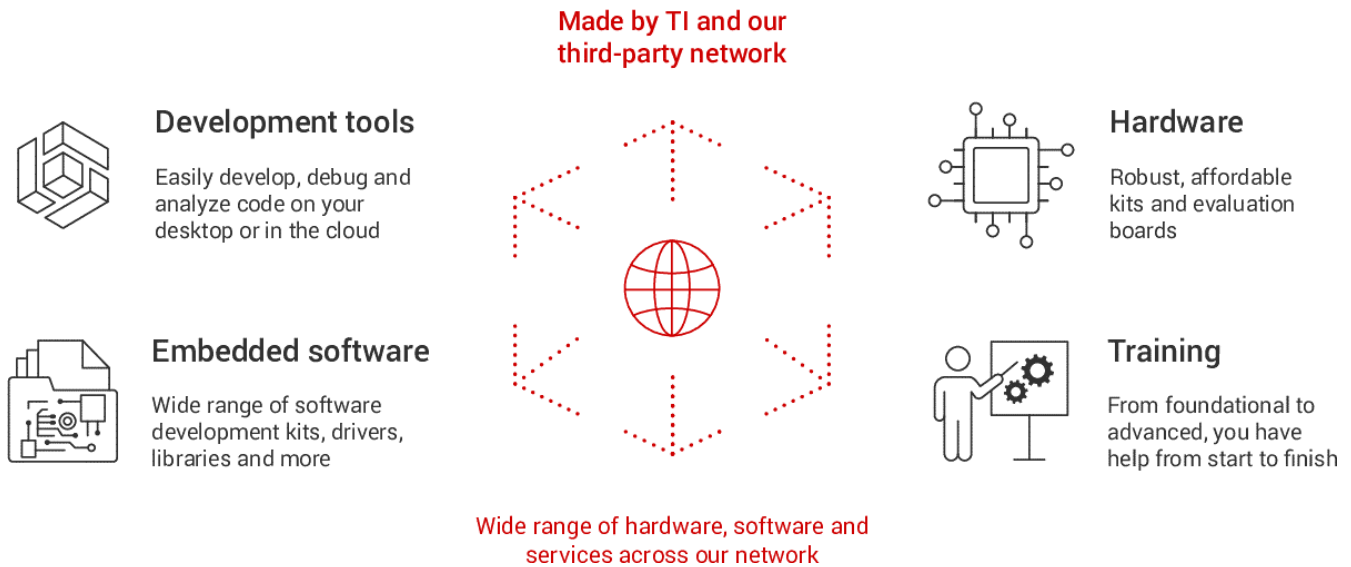 Made by TI and our
third-party network
Development tools
Easily develop, debug and
analyze code on your
desktop or in the cloud
Hardware
Robust, affordable
kits and evaluation
boards
Embedded software
Wide range of software
development kits, drivers,
libraries and more
Training
From foundational to
advanced, you have
help from start to finish
Wide range of hardware, software and
services across our network